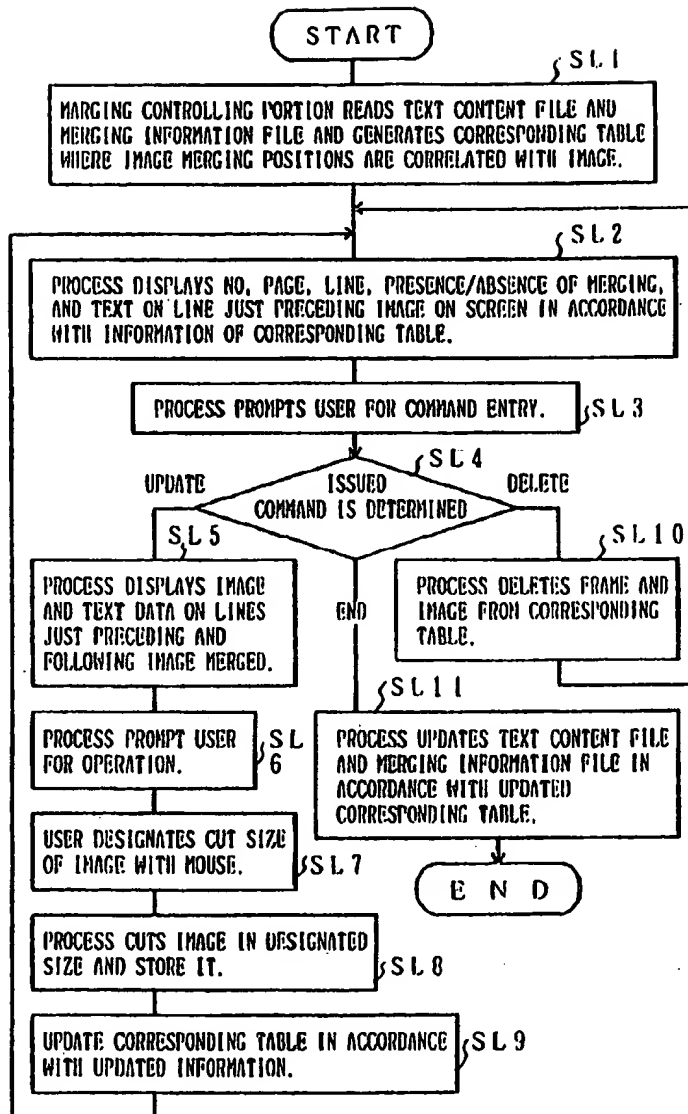 START
SL1
MARGING CONTROLLING PORTION READS TEXT CONTENT FILE AND
MERGING INFORMATION FILE AND GENERATES CORRESPONDING TABLE
WHERE IMAGE MERGING POSITIONS ARE CORRELATED WITH IMAGE.
SL2
PROCESS DISPLAYS NO, PAGE, LINE, PRESENCE/ABSENCE OF MERGING,
AND TEXT ON LINE JUST PRECEDING IMAGE ON SCREEN IN ACCORDANCE
WITH INFORMATION OF CORRESPONDING TABLE.
PROCESS PROMPTS USER FOR COMMAND ENTRY.
SL3
SL4
ISSUED
COMMAND IS DETERMINED
UPDATE
DELETE
END
SL5
PROCESS DISPLAYS IMAGE
AND TEXT DATA ON LINES
JUST PRECEDING AND
FOLLOWING IMAGE MERGED.
SL10
PROCESS DELETES FRAME AND
IMAGE FROM CORRESPONDING
TABLE.
PROCESS PROMPT USER
FOR OPERATION.
SL
6
SL11
PROCESS UPDATES TEXT CONTENT FILE
AND MERGING INFORMATION FILE IN
ACCORDANCE WITH UPDATED
CORRESPONDING TABLE.
USER DESIGNATES CUT SIZE
OF IMAGE WITH MOUSE.
SL7
END
PROCESS CUTS IMAGE IN DESIGNATED
SIZE AND STORE IT.
SL8
UPDATE CORRESPONDING TABLE IN ACCORDANCE
WITH UPDATED INFORMATION.
SL9